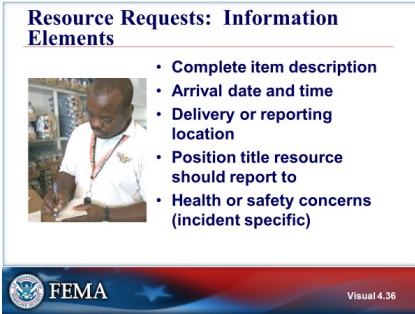 Resource Requests:  Information
Elements
• Complete item description
• Arrival date and time
• Delivery or reporting
location
• Position title resource
should report to
• Health or safety concerns
(incident specific)
FEMA
Visual 4.36